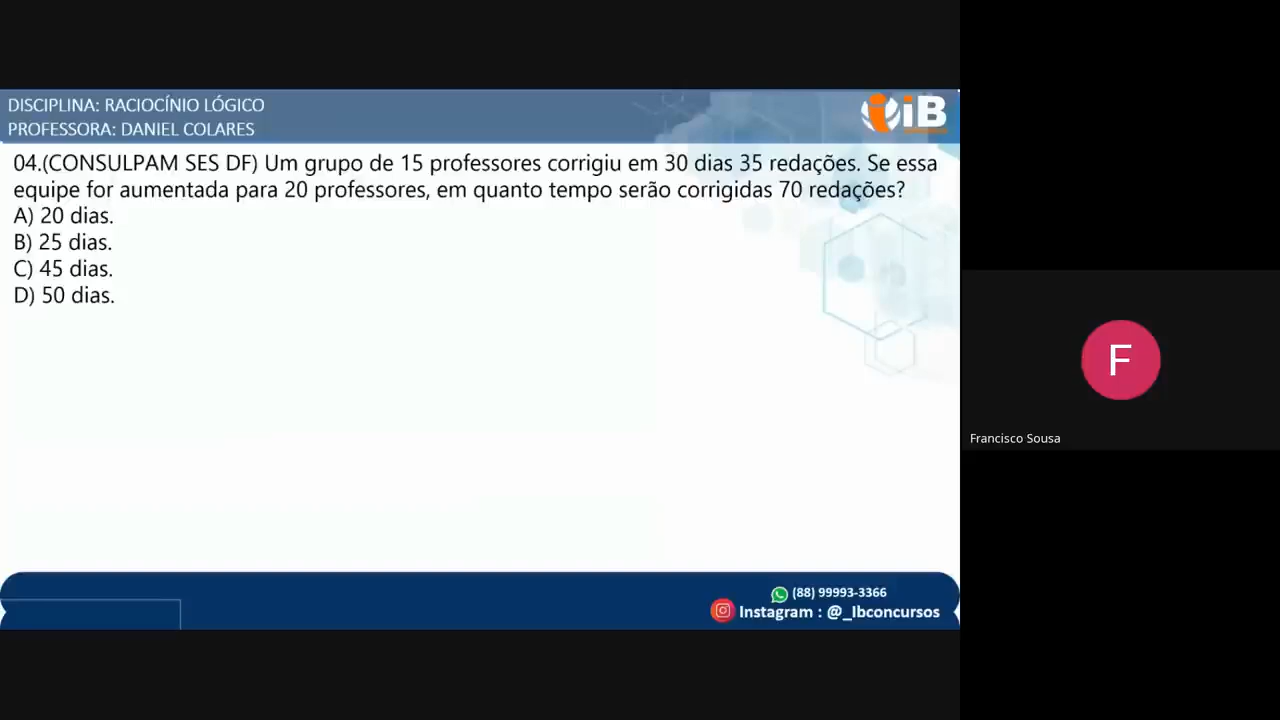 DISCIPLINA: RACIOCÍNIO LÓGICO
PROFESSORA: DANIEL COLARES
iB
04.(CONSULPAM SES DF) Um grupo de 15 professores corrigiu em 30 dias 35 redações. Se essa
equipe for aumentada para 20 professores, em quanto tempo serão corrigidas 70 redações?
A) 20 dias.
B) 25 dias.
C) 45 dias.
D) 50 dias.
F
Francisco Sousa
(88) 99993-3366
Instagram : @_Ibconcursos